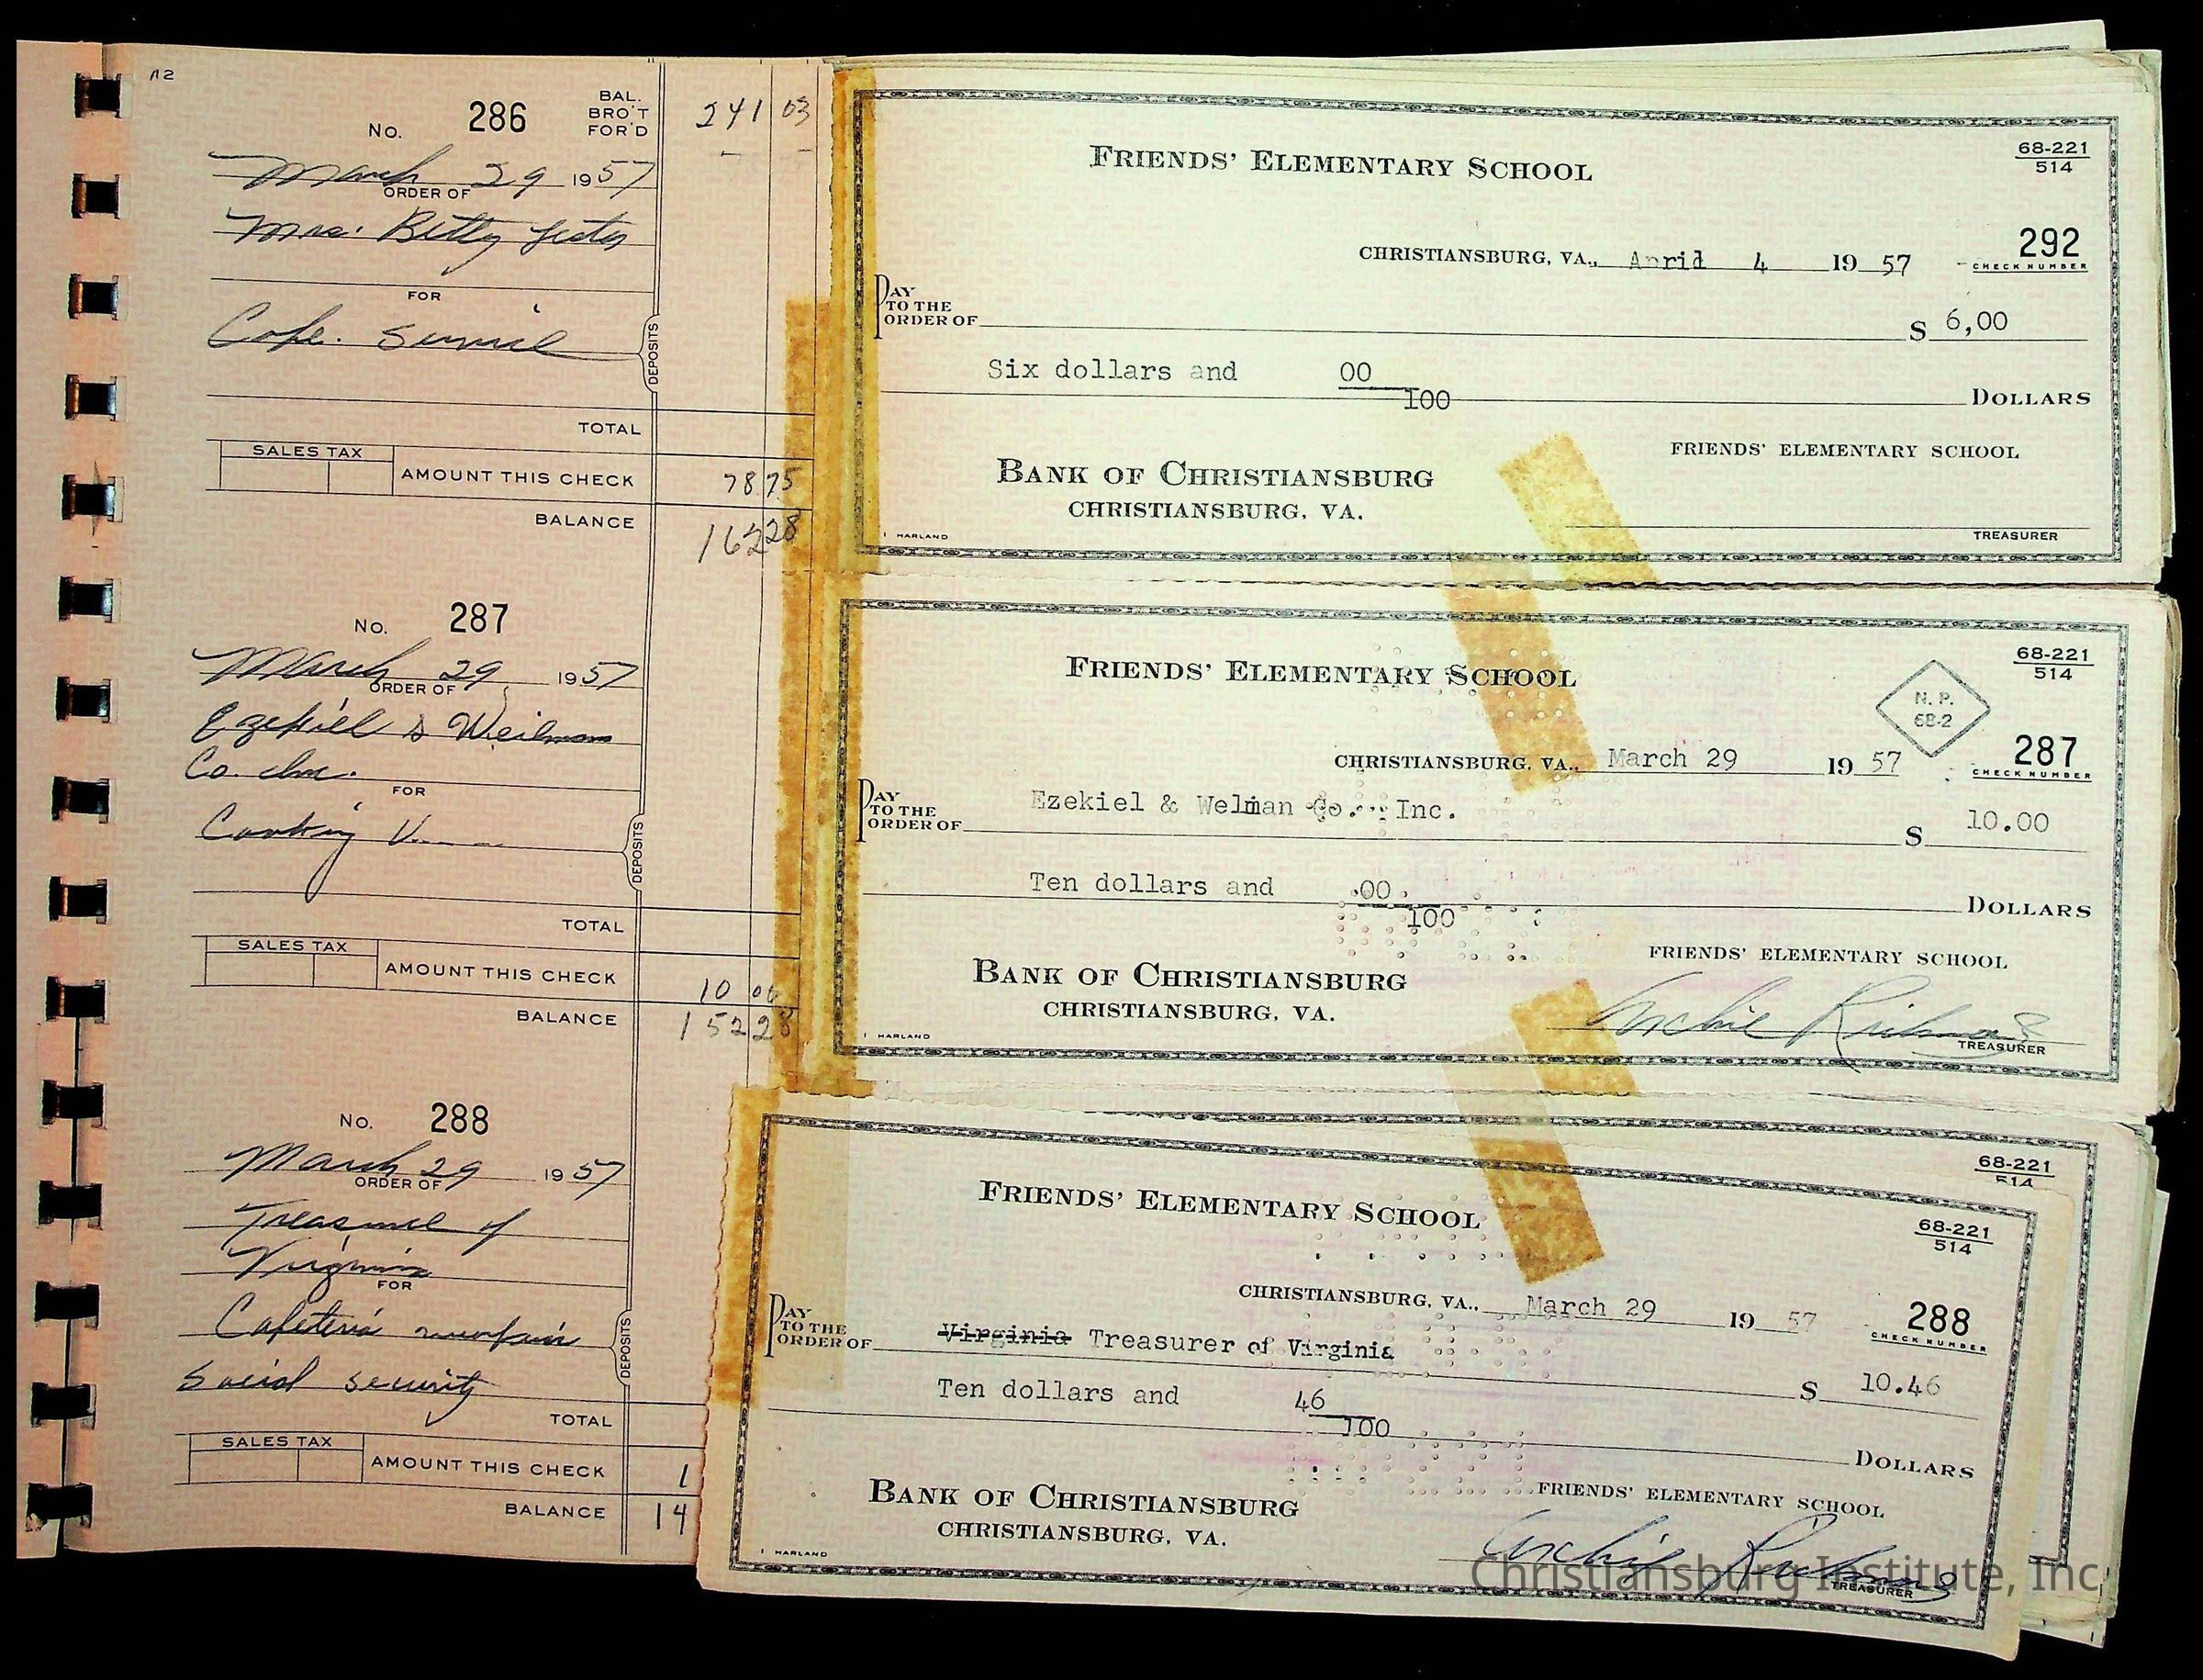 No. 286 BAL. BRO'T FOR'D 241 03
March 29 1957
ORDER OF
Mrs. Betty
FOR
DEPOSITS
TOTAL
SALES TAX
AMOUNT THIS CHECK 78 75
BALANCE 162 28
No. 287
March 29 1957
ORDER OF
Ezekiel & Weilman
Co. Inc.
FOR
DEPOSITS
TOTAL
SALES TAX
AMOUNT THIS CHECK 10 00
BALANCE 152 28
No. 288
March 29 1957
ORDER OF
Treasurer of
Virginia
FOR
Cafeteria
Social security
DEPOSITS
TOTAL
SALES TAX
AMOUNT THIS CHECK 1
BALANCE 14
FRIENDS' ELEMENTARY SCHOOL
68-221
514
CHRISTIANSBURG, VA., April 4 19 57
292
CHECK NUMBER
PAY TO THE ORDER OF $ 6,00
Six dollars and 00
100 DOLLARS
FRIENDS' ELEMENTARY SCHOOL
BANK OF CHRISTIANSBURG
CHRISTIANSBURG, VA.
HARLAND
TREASURER
FRIENDS' ELEMENTARY SCHOOL
68-221
514
N. P.
68-2
CHRISTIANSBURG, VA., March 29 19 57
287
CHECK NUMBER
PAY TO THE ORDER OF Ezekiel & Welman Co. Inc. $ 10.00
Ten dollars and 00
100 DOLLARS
FRIENDS' ELEMENTARY SCHOOL
BANK OF CHRISTIANSBURG
CHRISTIANSBURG, VA.
Archie
HARLAND
TREASURER
68-221
514
FRIENDS' ELEMENTARY SCHOOL
68-221
514
CHRISTIANSBURG, VA., March 29 19 57
288
CHECK NUMBER
PAY TO THE ORDER OF Virginia Treasurer of Virginia $ 10.46
Ten dollars and 46
100 DOLLARS
FRIENDS' ELEMENTARY SCHOOL
BANK OF CHRISTIANSBURG
CHRISTIANSBURG, VA.
Archie
HARLAND
TREASURER
Christiansburg Institute, Inc.